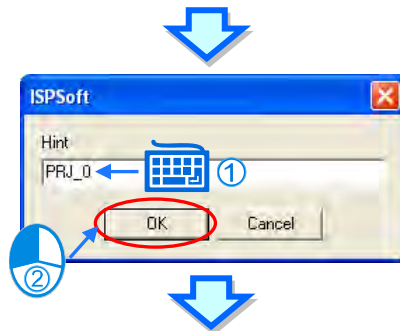 ISPSoft
Hint
PRJ_0
①
OK
Cancel
②